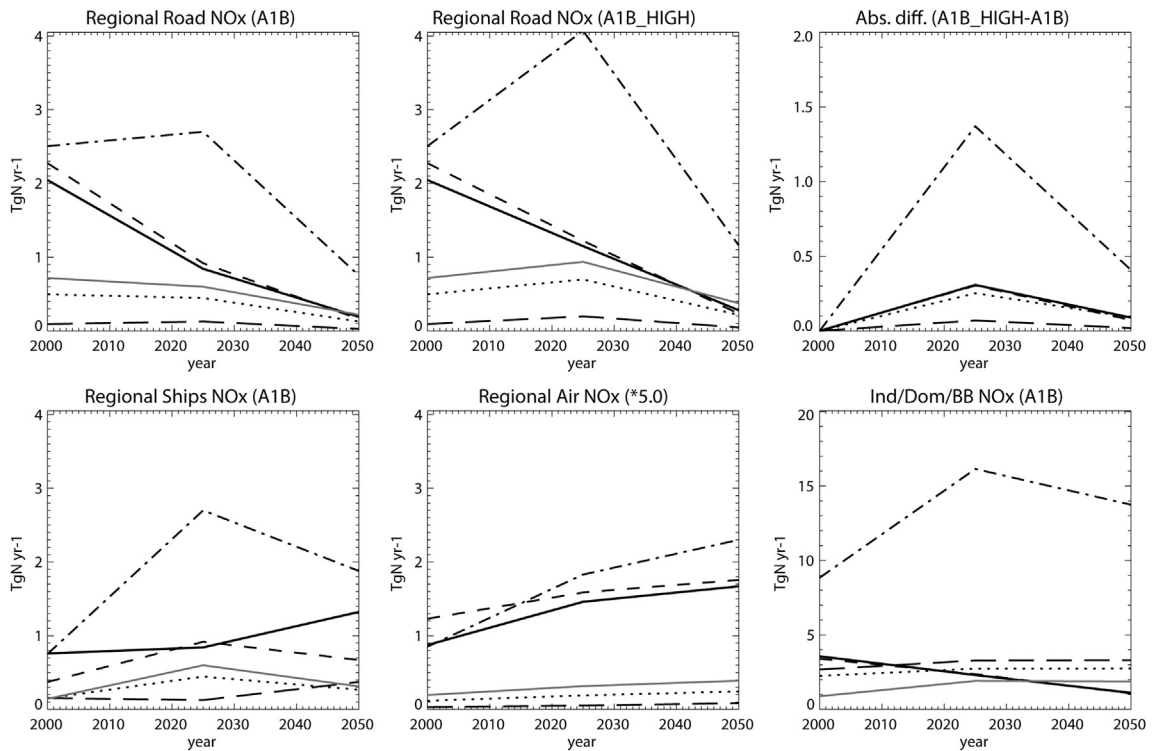 Regional Road NOx (A1B)
4
3
2
1
0
TgN yr-1
2000 2010 2020 2030 2040 2050
year
Regional Road NOx (A1B_HIGH)
4
3
2
1
0
TgN yr-1
2000 2010 2020 2030 2040 2050
year
Abs. diff. (A1B_HIGH-A1B)
2.0
1.5
1.0
0.5
0.0
TgN yr-1
2000 2010 2020 2030 2040 2050
year
Regional Ships NOx (A1B)
4
3
2
1
0
TgN yr-1
2000 2010 2020 2030 2040 2050
year
Regional Air NOx (*5.0)
4
3
2
1
0
TgN yr-1
2000 2010 2020 2030 2040 2050
year
Ind/Dom/BB NOx (A1B)
20
15
10
5
0
TgN yr-1
2000 2010 2020 2030 2040 2050
year